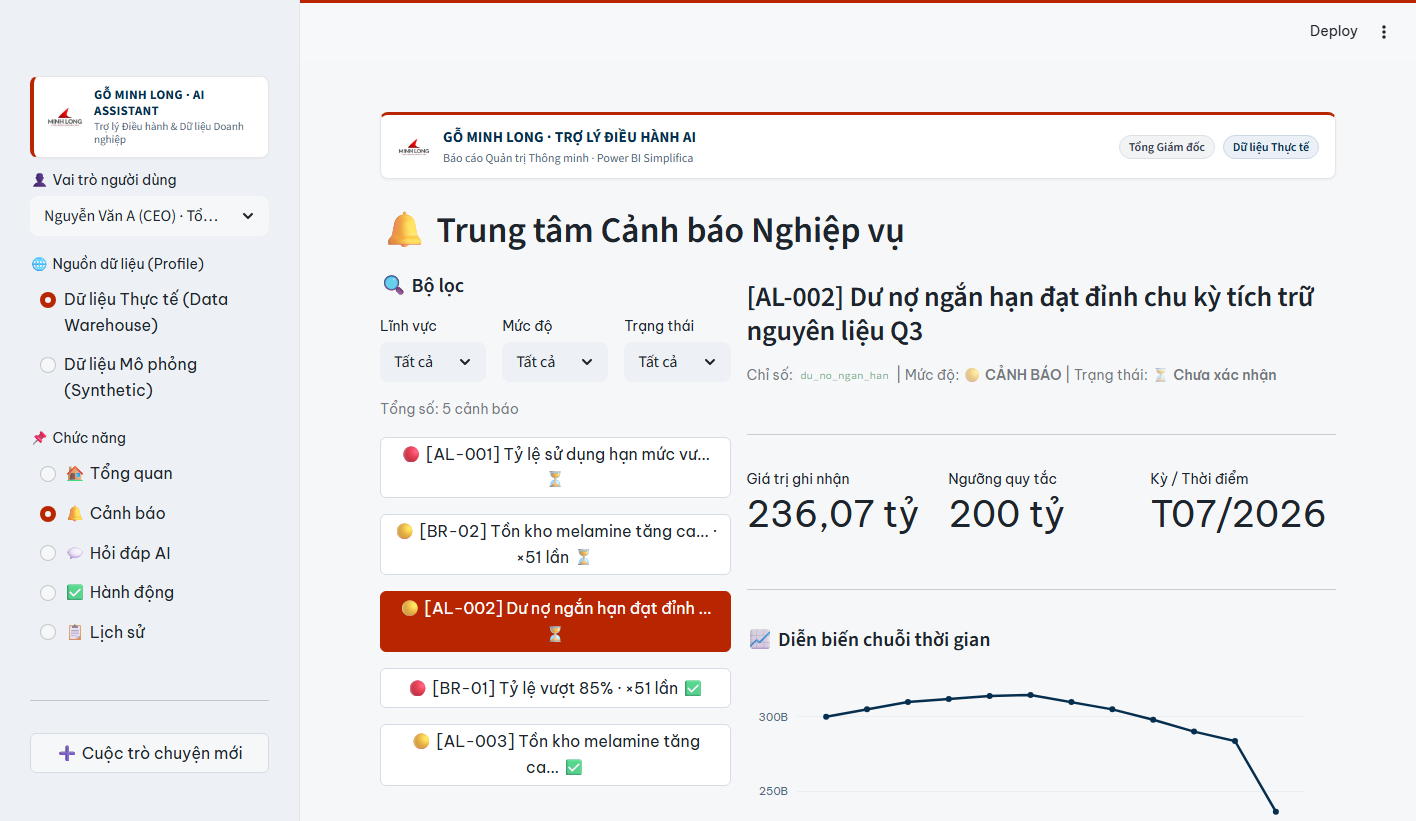 Deploy
GỖ MINH LONG · AI
ASSISTANT
Trợ lý Điều hành & Dữ liệu Doanh
nghiệp
MINH LONG
👤 Vai trò người dùng
Nguyễn Văn A (CEO) · Tổ...
🌐 Nguồn dữ liệu (Profile)
Dữ liệu Thực tế (Data
Warehouse)
Dữ liệu Mô phỏng
(Synthetic)
📌 Chức năng
🏠 Tổng quan
🔔 Cảnh báo
💬 Hỏi đáp AI
✅ Hành động
📋 Lịch sử
➕ Cuộc trò chuyện mới
MINH LONG
GỖ MINH LONG · TRỢ LÝ ĐIỀU HÀNH AI
Báo cáo Quản trị Thông minh · Power BI Simplifica
Tổng Giám đốc
Dữ liệu Thực tế
🔔 Trung tâm Cảnh báo Nghiệp vụ
🔍 Bộ lọc
Lĩnh vực
Mức độ
Trạng thái
Tất cả
Tất cả
Tất cả
Tổng số: 5 cảnh báo
🔴 [AL-001] Tỷ lệ sử dụng hạn mức vư...
⏳
🟡 [BR-02] Tồn kho melamine tăng ca... ·
×51 lần ⏳
🟡 [AL-002] Dư nợ ngắn hạn đạt đỉnh ...
⏳
🔴 [BR-01] Tỷ lệ vượt 85% · ×51 lần ✅
🟡 [AL-003] Tồn kho melamine tăng
ca... ✅
[AL-002] Dư nợ ngắn hạn đạt đỉnh chu kỳ tích trữ
nguyên liệu Q3
Chỉ số: du_no_ngan_han | Mức độ: 🟡 CẢNH BÁO | Trạng thái: ⏳ Chưa xác nhận
Giá trị ghi nhận
236,07 tỷ
Ngưỡng quy tắc
200 tỷ
Kỳ / Thời điểm
T07/2026
📈 Diễn biến chuỗi thời gian
300B
250B